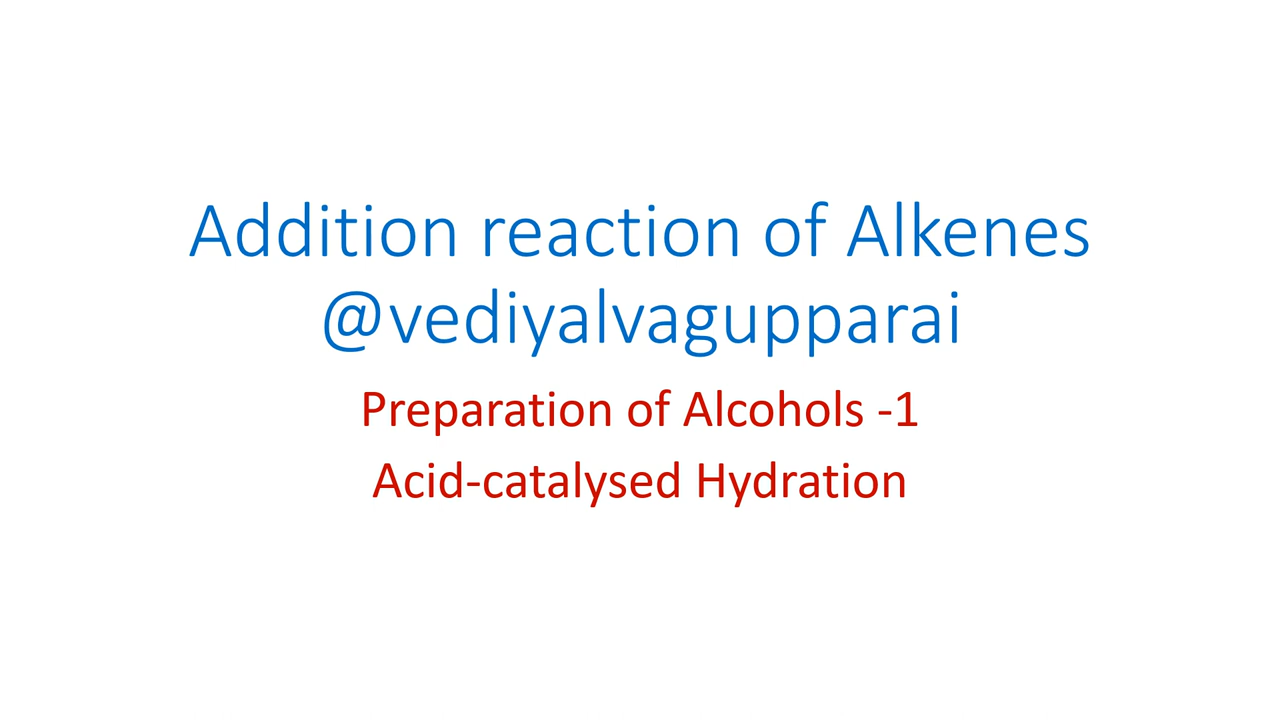 Addition reaction of Alkenes
@vediyalvagupparai
Preparation of Alcohols -1
Acid-catalysed Hydration